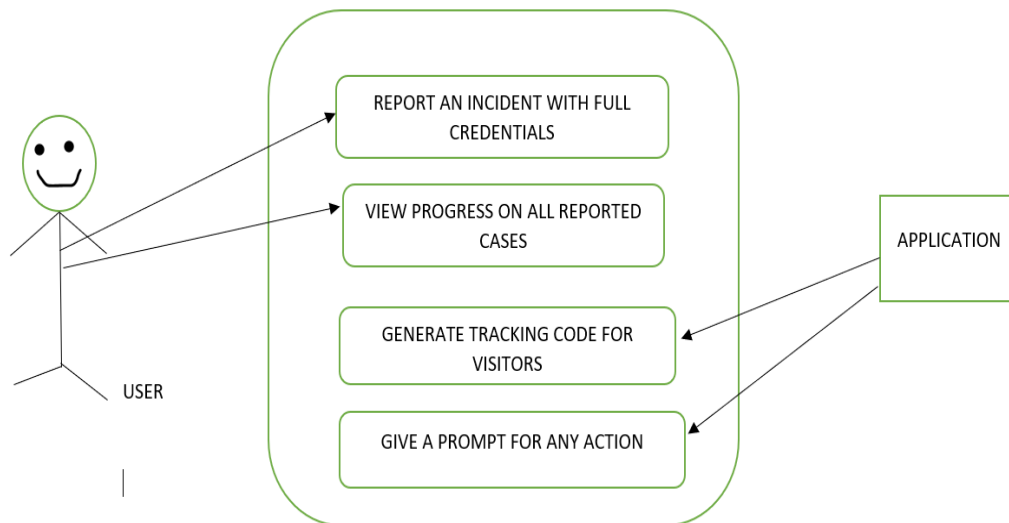 REPORT AN INCIDENT WITH FULL
CREDENTIALS
VIEW PROGRESS ON ALL REPORTED
CASES
APPLICATION
GENERATE TRACKING CODE FOR
VISITORS
USER
GIVE A PROMPT FOR ANY ACTION